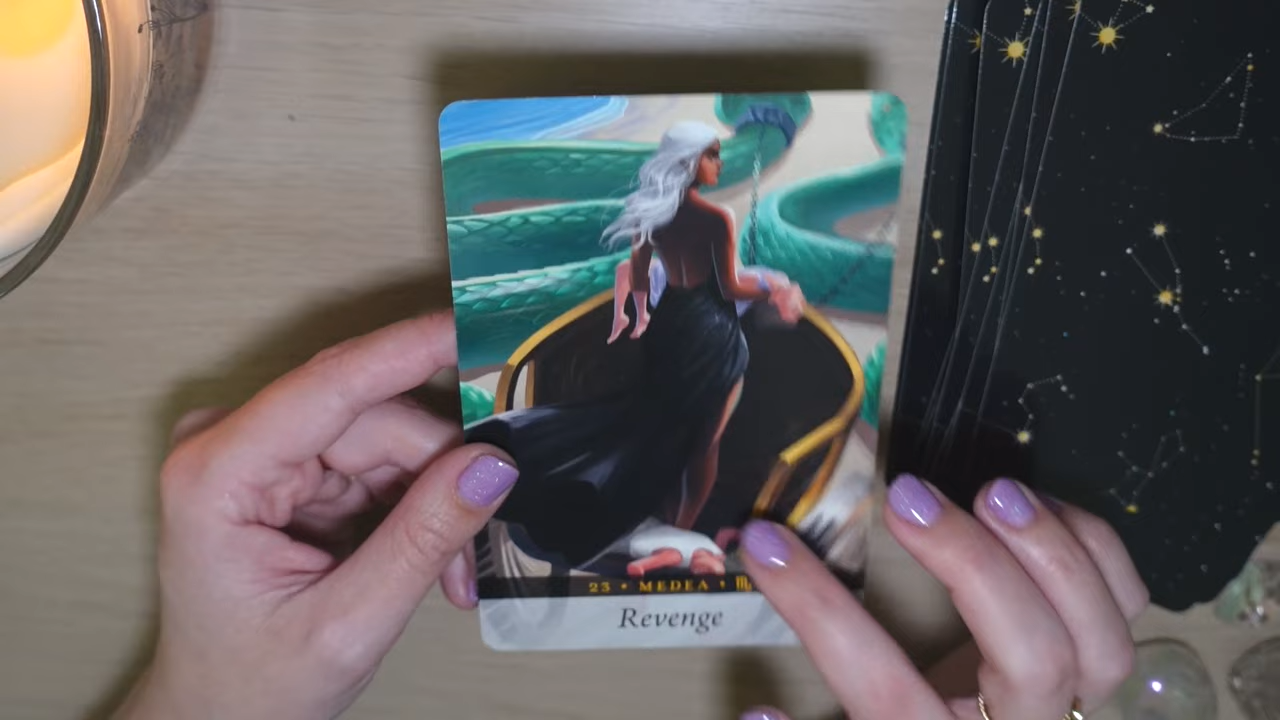 23 • MEDEA • ♏
Revenge